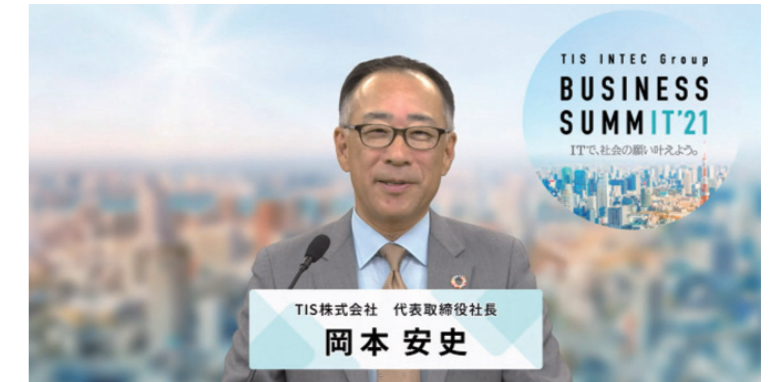 TIS INTEC Group
BUSINESS
SUMMIT'21
ITで、社会の願い叶えよう。
TIS株式会社　代表取締役社長
岡本 安史